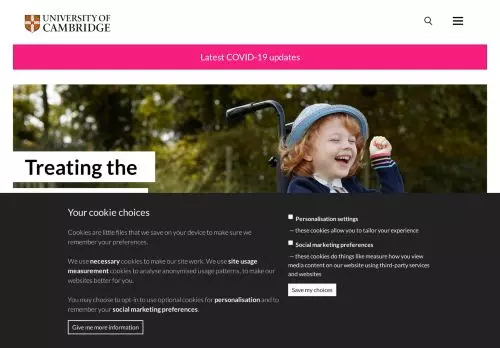 UNIVERSITY OF
CAMBRIDGE
Latest COVID-19 updates
Treating the
Your cookie choices
Cookies are little files that we save on your device to make sure we
remember your preferences.
We use necessary cookies to make our site work. We use site usage
measurement cookies to analyse anonymised usage patterns, to make our
websites better for you.
You may choose to opt-in to use optional cookies for personalisation and to
remember your social marketing preferences.
Give me more information
Personalisation settings
— these cookies allow you to tailor your experience
Social marketing preferences
— these cookies do things like measure how you view
media content on our website using third-party services
and websites
Save my choices